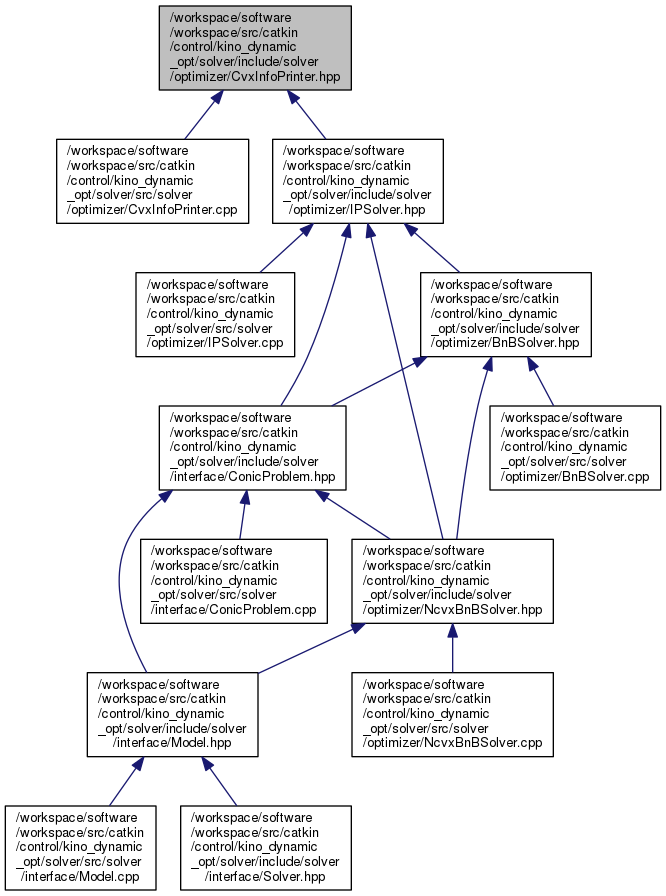 /workspace/software
/workspace/src/catkin
/control/kino_dynamic
_opt/solver/include/solver
/optimizer/CvxInfoPrinter.hpp
/workspace/software
/workspace/src/catkin
/control/kino_dynamic
_opt/solver/src/solver
/optimizer/CvxInfoPrinter.cpp
/workspace/software
/workspace/src/catkin
/control/kino_dynamic
_opt/solver/include/solver
/optimizer/IPSolver.hpp
/workspace/software
/workspace/src/catkin
/control/kino_dynamic
_opt/solver/src/solver
/optimizer/IPSolver.cpp
/workspace/software
/workspace/src/catkin
/control/kino_dynamic
_opt/solver/include/solver
/optimizer/BnBSolver.hpp
/workspace/software
/workspace/src/catkin
/control/kino_dynamic
_opt/solver/include/solver
/interface/ConicProblem.hpp
/workspace/software
/workspace/src/catkin
/control/kino_dynamic
_opt/solver/src/solver
/optimizer/BnBSolver.cpp
/workspace/software
/workspace/src/catkin
/control/kino_dynamic
_opt/solver/src/solver
/interface/ConicProblem.cpp
/workspace/software
/workspace/src/catkin
/control/kino_dynamic
_opt/solver/include/solver
/optimizer/NcvxBnBSolver.hpp
/workspace/software
/workspace/src/catkin
/control/kino_dynamic
_opt/solver/include/solver
/interface/Model.hpp
/workspace/software
/workspace/src/catkin
/control/kino_dynamic
_opt/solver/src/solver
/optimizer/NcvxBnBSolver.cpp
/workspace/software
/workspace/src/catkin
/control/kino_dynamic
_opt/solver/src/solver
/interface/Model.cpp
/workspace/software
/workspace/src/catkin
/control/kino_dynamic
_opt/solver/include/solver
/interface/Solver.hpp